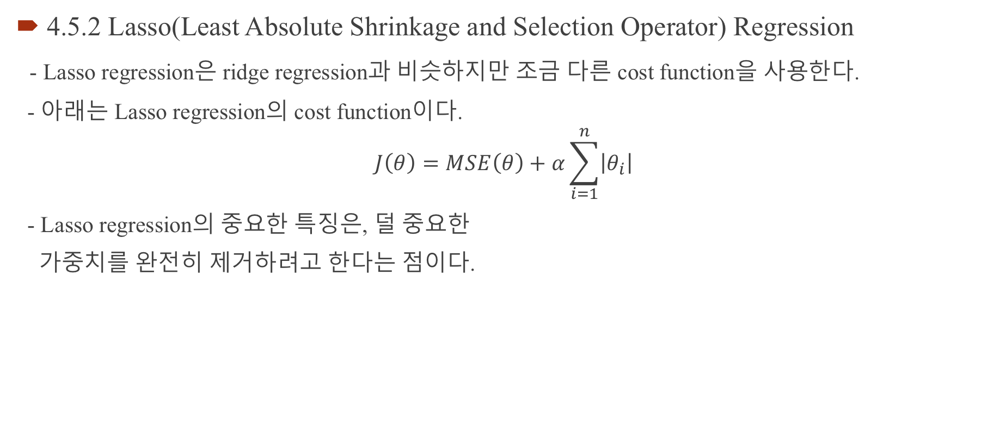 4.5.2 Lasso(Least Absolute Shrinkage and Selection Operator) Regression
- Lasso regression은 ridge regression과 비슷하지만 조금 다른 cost function을 사용한다.
- 아래는 Lasso regression의 cost function이다.
J(θ) = MSE(θ) + α ∑_{i=1}^{n} |θ_i|
- Lasso regression의 중요한 특징은, 덜 중요한
가중치를 완전히 제거하려고 한다는 점이다.